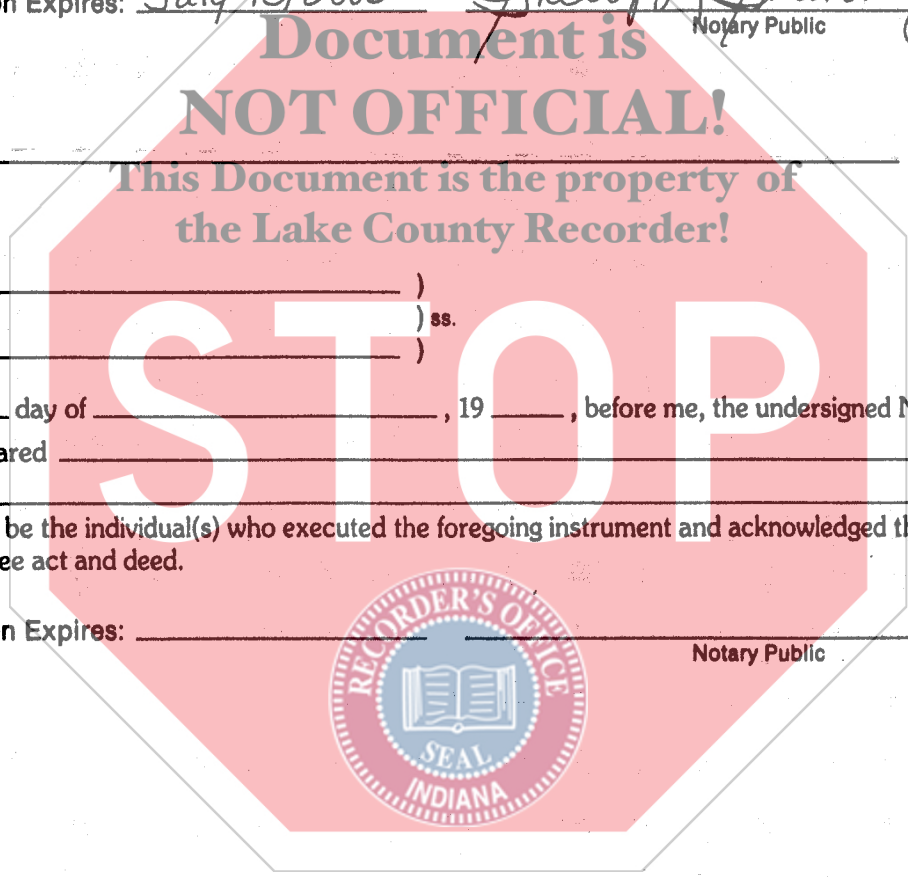 n Expires: July
Notary Public
Document is
NOT OFFICIAL!
This Document is the property of
the Lake County Recorder!
)
) ss.
)
STOP
day of , 19 , before me, the undersigned N
ared
be the individual(s) who executed the foregoing instrument and acknowledged th
ee act and deed.
n Expires:
Notary Public
RECORDER'S OFFICE
SEAL
INDIANA